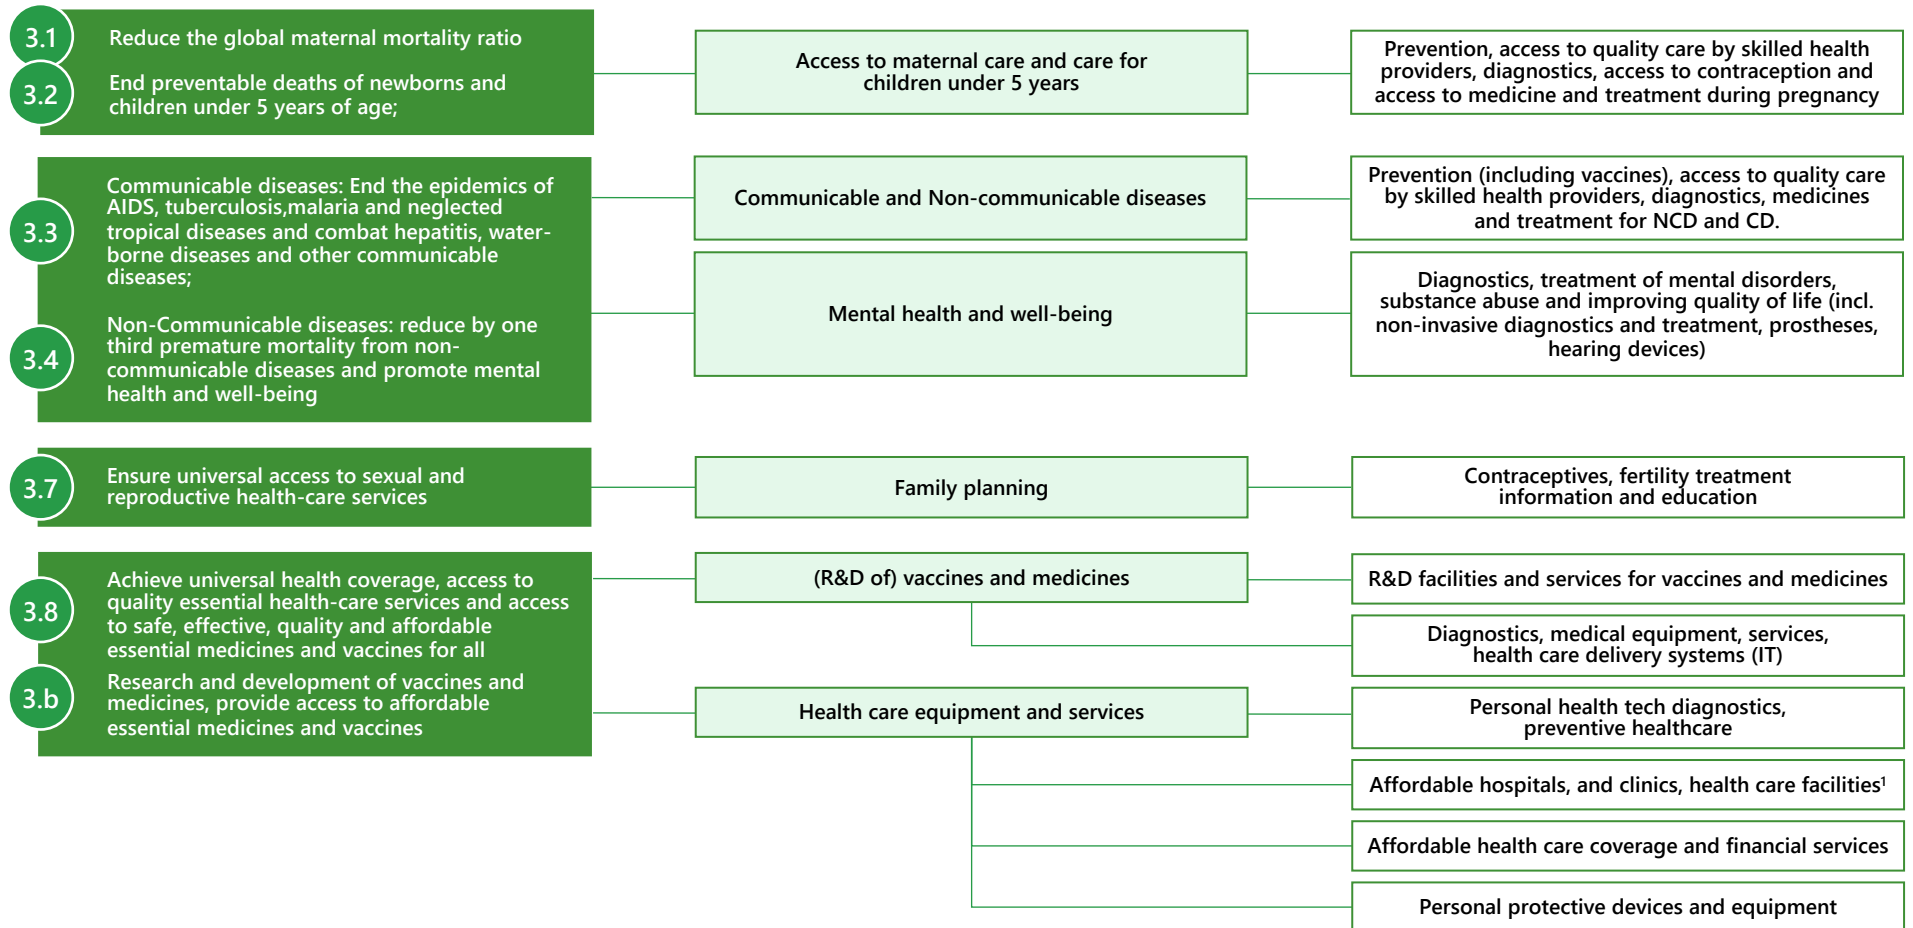 3.1
Reduce the global maternal mortality ratio
3.2
End preventable deaths of newborns and
children under 5 years of age;
Access to maternal care and care for
children under 5 years
Prevention, access to quality care by skilled health
providers, diagnostics, access to contraception and
access to medicine and treatment during pregnancy
3.3
Communicable diseases: End the epidemics of
AIDS, tuberculosis,malaria and neglected
tropical diseases and combat hepatitis, water-
borne diseases and other communicable
diseases;
3.4
Non-Communicable diseases: reduce by one
third premature mortality from non-
communicable diseases and promote mental
health and well-being
Communicable and Non-communicable diseases
Prevention (including vaccines), access to quality care
by skilled health providers, diagnostics, medicines
and treatment for NCD and CD.
Mental health and well-being
Diagnostics, treatment of mental disorders,
substance abuse and improving quality of life (incl.
non-invasive diagnostics and treatment, prostheses,
hearing devices)
3.7
Ensure universal access to sexual and
reproductive health-care services
Family planning
Contraceptives, fertility treatment
information and education
3.8
Achieve universal health coverage, access to
quality essential health-care services and access
to safe, effective, quality and affordable
essential medicines and vaccines for all
3.b
Research and development of vaccines and
medicines, provide access to affordable
essential medicines and vaccines
(R&D of) vaccines and medicines
R&D facilities and services for vaccines and medicines
Diagnostics, medical equipment, services,
health care delivery systems (IT)
Health care equipment and services
Personal health tech diagnostics,
preventive healthcare
Affordable hospitals, and clinics, health care facilities¹
Affordable health care coverage and financial services
Personal protective devices and equipment